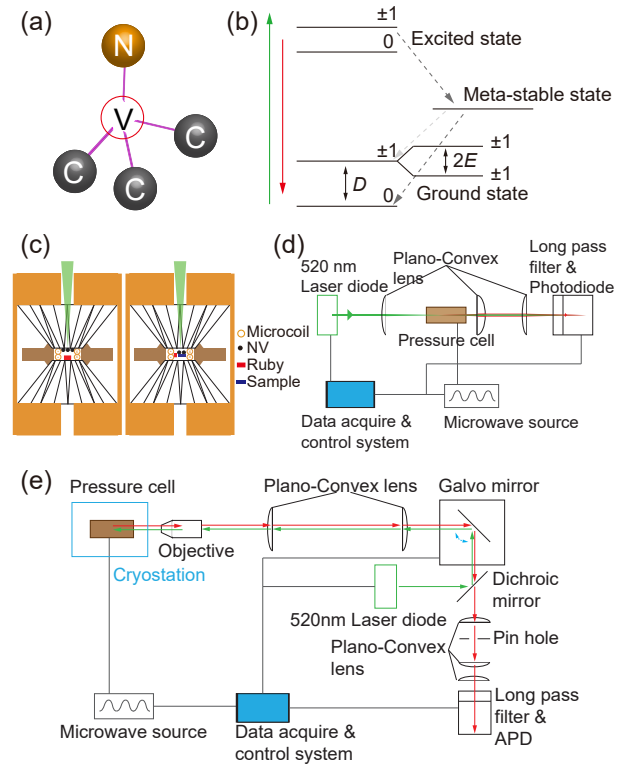 (a)
N
V
C
C
C
(b)
±1
0
Excited state
Meta-stable state
±1
±1
2E
±1
D
0
Ground state
(c)
Microcoil
NV
Ruby
Sample
(d)
520 nm
Laser diode
Plano-Convex
lens
Long pass
filter &
Photodiode
Pressure cell
Data acquire &
control system
Microwave source
(e)
Pressure cell
Plano-Convex lens
Galvo mirror
Objective
Cryostation
Dichroic
mirror
520nm Laser diode
Pin hole
Plano-Convex
lens
Long pass
filter &
APD
Microwave source
Data acquire &
control system